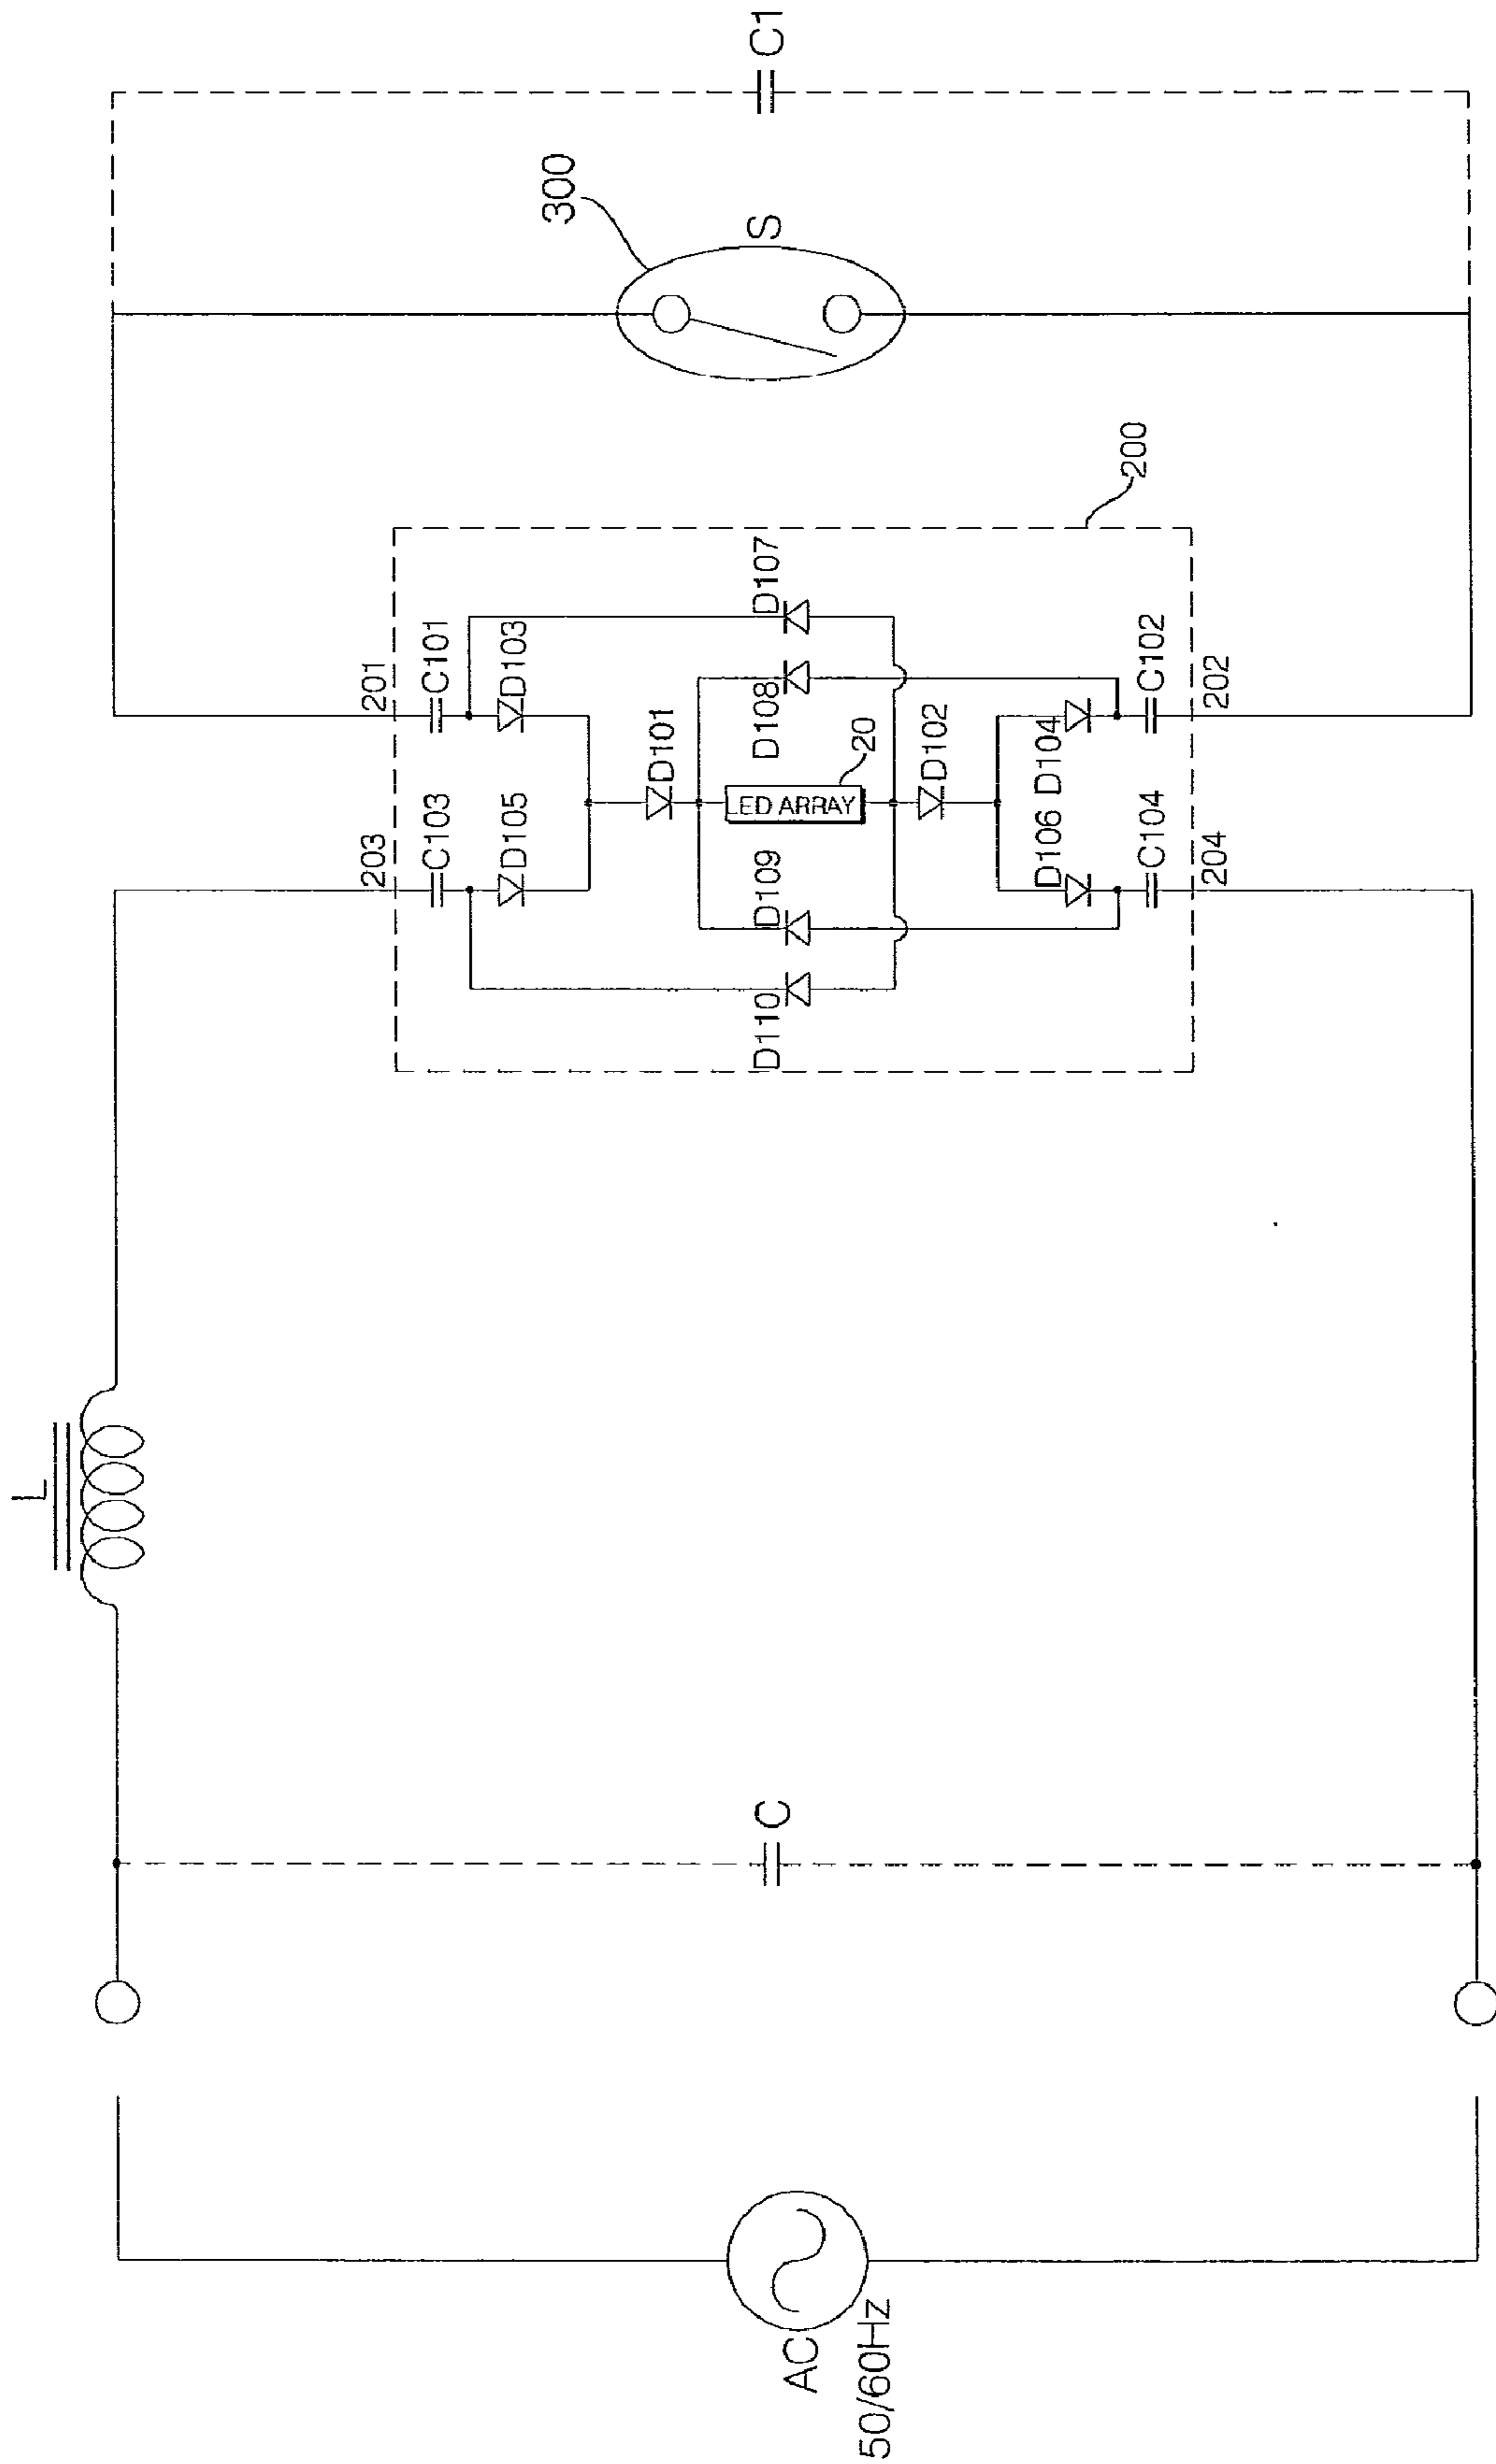 L
C
AC
50/60Hz
203
C103
D105
201
C101
D103
D101
D110
D109
LED ARRAY
20
D108
D107
D102
D106
D104
C104
204
C102
202
200
300
S
C1